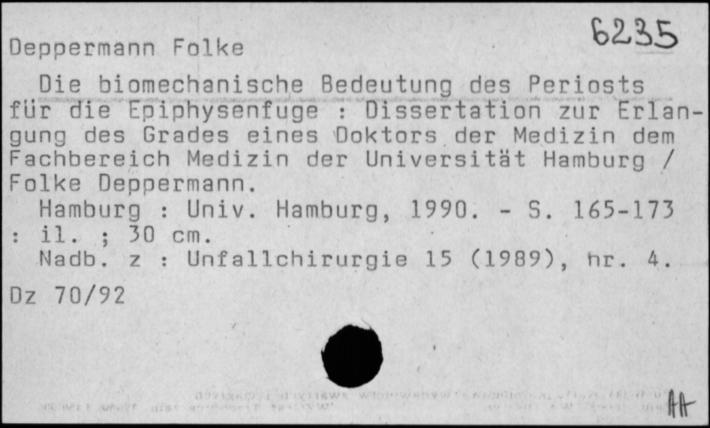 6235
Deppermann Folke
Die biomechanische Bedeutung des Periosts
für die Epiphysenfuge : Dissertation zur Erlan-
gung des Grades eines Doktors der Medizin dem
Fachbereich Medizin der Universität Hamburg /
Folke Deppermann.
Hamburg : Univ. Hamburg, 1990. - S. 165-173
: il. ; 30 cm.
Nadb. z : Unfallchirurgie 15 (1989), nr. 4.
Dz 70/92
AA